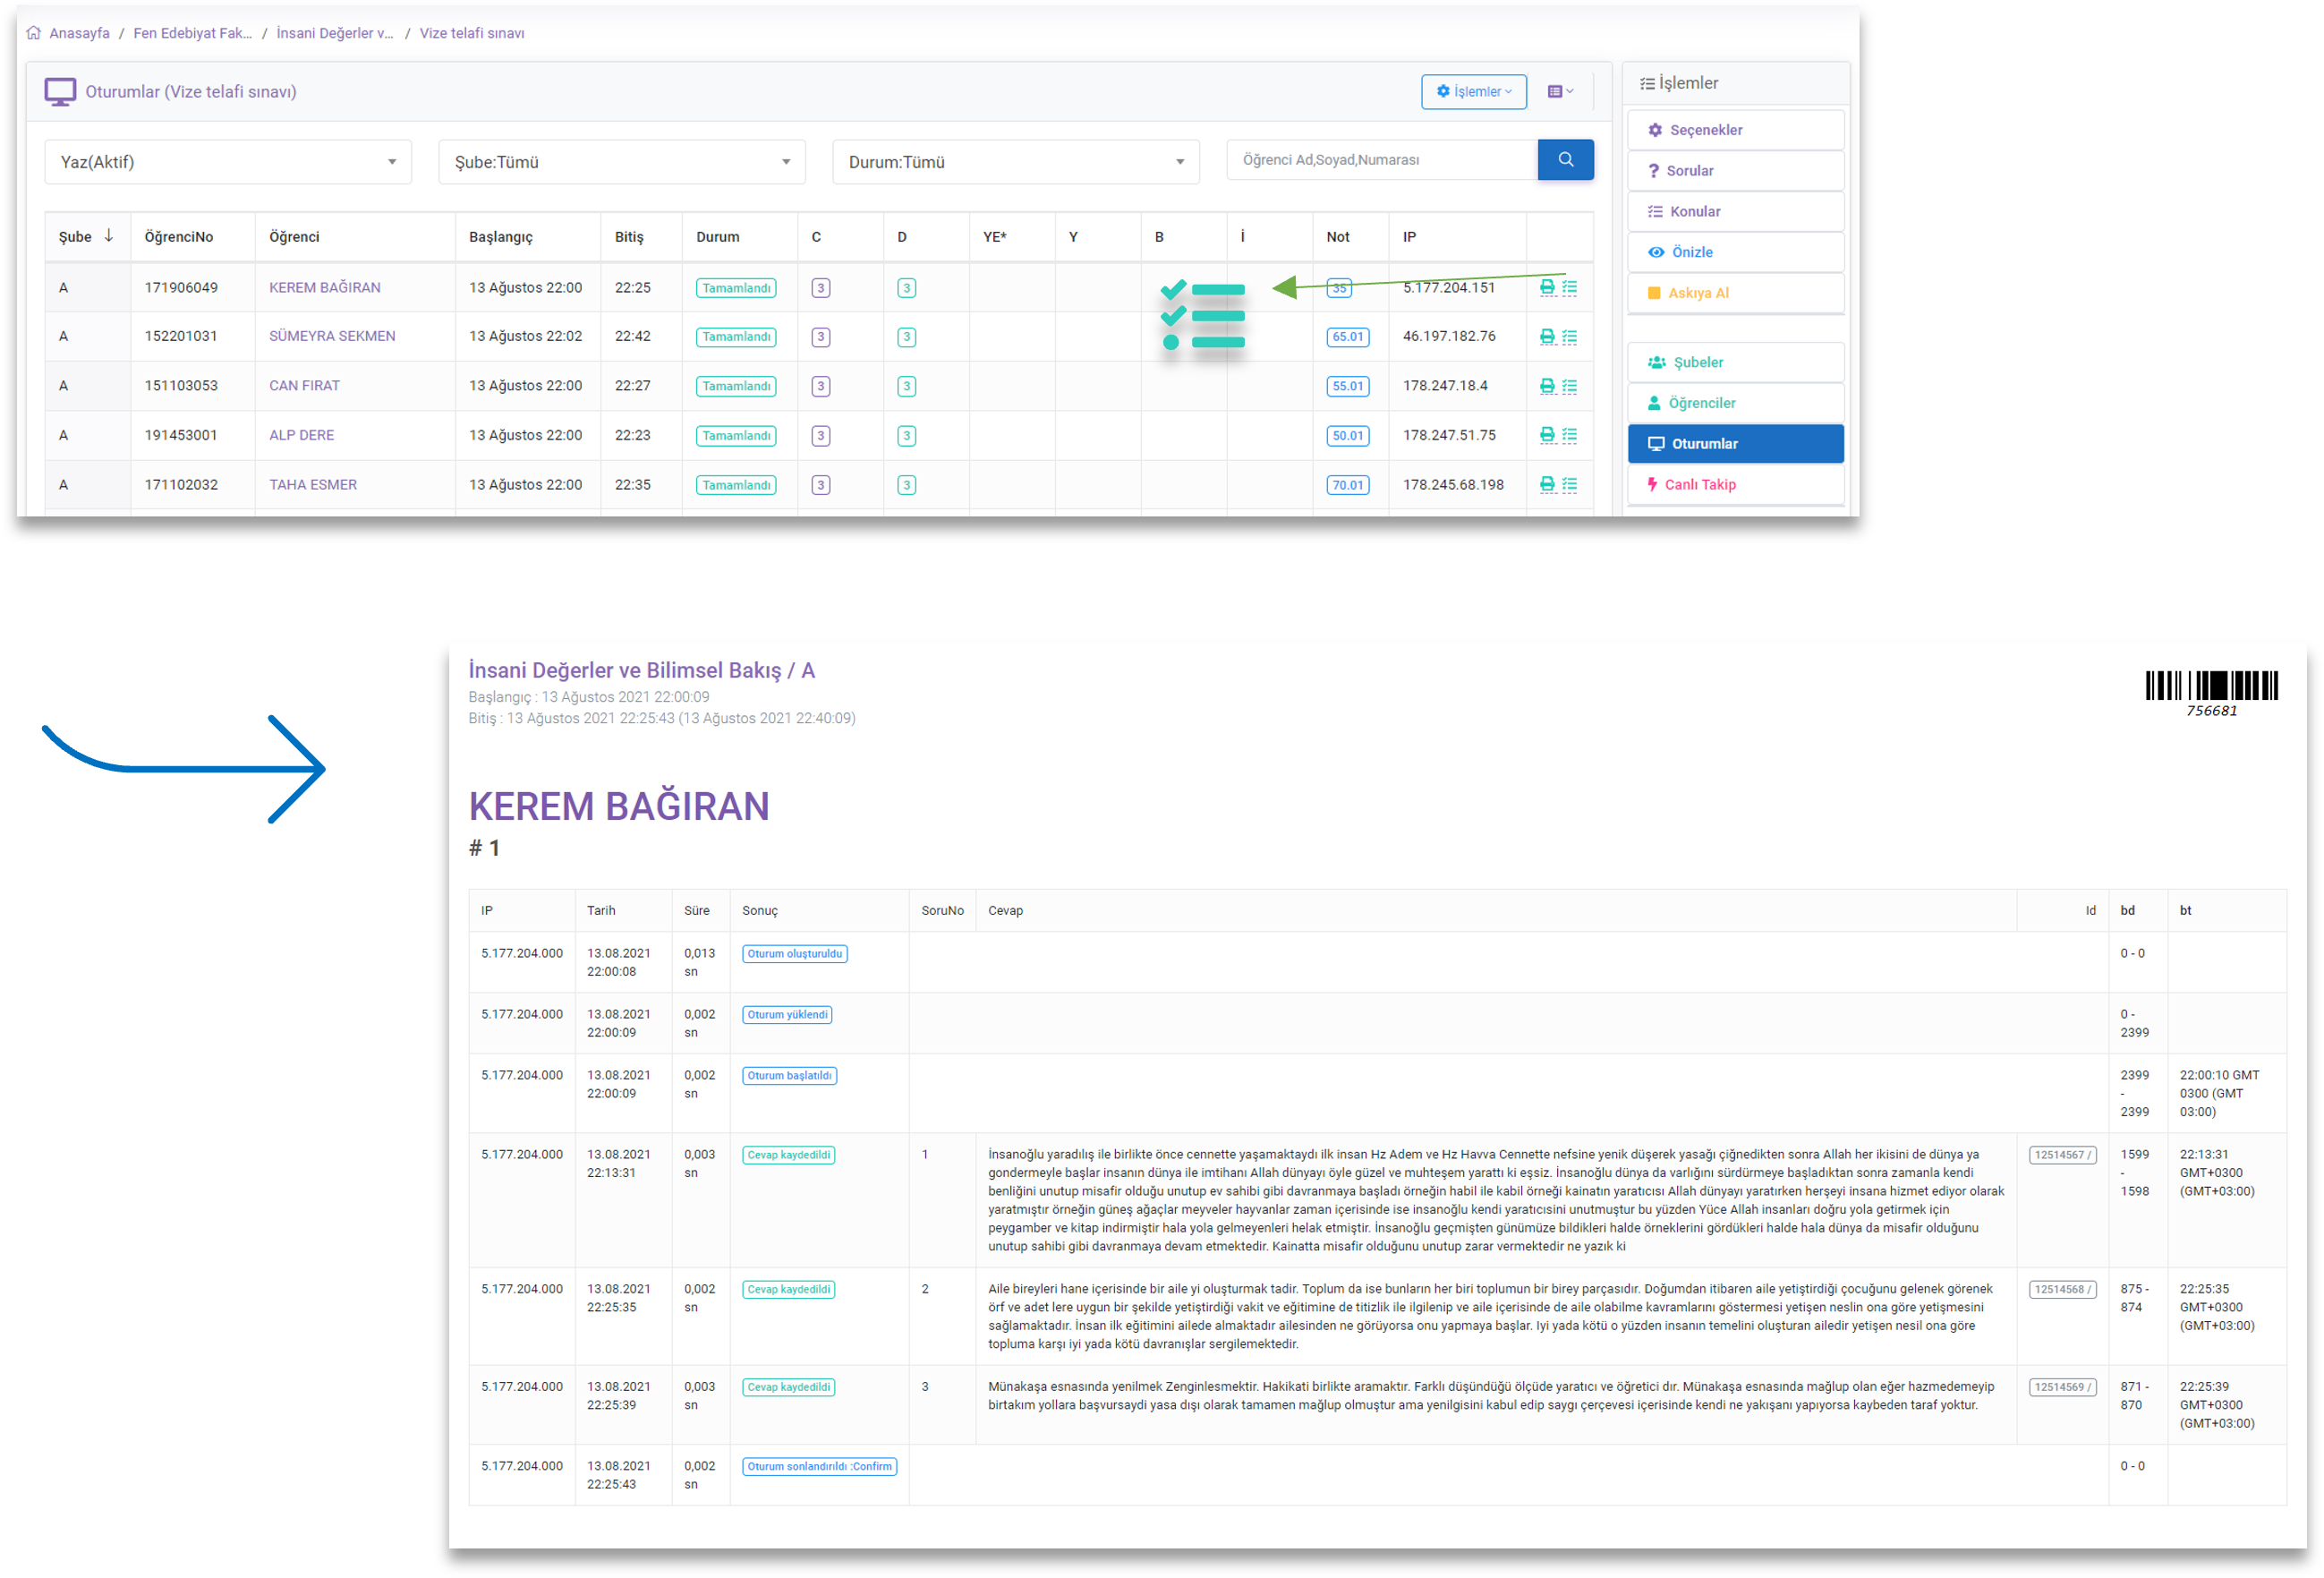 Anasayfa / Fen Edebiyat Fak... / İnsani Değerler v... / Vize telafi sınavı
Oturumlar (Vize telafi sınavı)
İşlemler
Yaz(Aktif)
Şube:Tümü
Durum:Tümü
Öğrenci Ad,Soyad,Numarası
Şube ÖğrenciNo Öğrenci Başlangıç Bitiş Durum C D YE* Y B İ Not IP
A 171906049 KEREM BAĞIRAN 13 Ağustos 22:00 22:25 Tamamlandı 3 3 35 5.177.204.151
A 152201031 SÜMEYRA SEKMEN 13 Ağustos 22:02 22:42 Tamamlandı 3 3 65.01 46.197.182.76
A 151103053 CAN FIRAT 13 Ağustos 22:00 22:27 Tamamlandı 3 3 55.01 178.247.18.4
A 191453001 ALP DERE 13 Ağustos 22:00 22:23 Tamamlandı 3 3 50.01 178.247.51.75
A 171102032 TAHA ESMER 13 Ağustos 22:00 22:35 Tamamlandı 3 3 70.01 178.245.68.198
İşlemler
Seçenekler
Sorular
Konular
Önizle
Askıya Al
Şubeler
Öğrenciler
Oturumlar
Canlı Takip
İnsani Değerler ve Bilimsel Bakış / A
Başlangıç : 13 Ağustos 2021 22:00:09
Bitiş : 13 Ağustos 2021 22:25:43 (13 Ağustos 2021 22:40:09)
756681
KEREM BAĞIRAN
# 1
IP Tarih Süre Sonuç SoruNo Cevap Id bd bt
5.177.204.000 13.08.2021 0,013 Oturum oluşturuldu 0 - 0
22:00:08 sn
5.177.204.000 13.08.2021 0,002 Oturum yüklendi 0 -
22:00:09 sn 2399
5.177.204.000 13.08.2021 0,002 Oturum başlatıldı 2399 22:00:10 GMT
22:00:09 sn - 0300 (GMT
2399 03:00)
5.177.204.000 13.08.2021 0,003 Cevap kaydedildi 1 İnsanoğlu yaradılış ile birlikte önce cennette yaşamaktaydı ilk insan Hz Adem ve Hz Havva Cennette nefsine yenik düşerek yasağı çiğnedikten sonra Allah her ikisini de dünya ya 12514567 / 1599 22:13:31
22:13:31 sn gondermeyle başlar insanın dünya ile imtihanı Allah dünyayı öyle güzel ve muhteşem yarattı ki eşsiz. İnsanoğlu dünya da varlığını sürdürmeye başladıktan sonra zamanla kendi - GMT+0300
benliğini unutup misafir olduğu unutup ev sahibi gibi davranmaya başladı örneğin habil ile kabil örneği kainatın yaratıcısı Allah dünyayı yaratırken herşeyi insana hizmet ediyor olarak 1598 (GMT+03:00)
yaratmıştır örneğin güneş ağaçlar meyveler hayvanlar zaman içerisinde ise insanoğlu kendi yaratıcısini unutmuştur bu yüzden Yüce Allah insanları doğru yola getirmek için
peygamber ve kitap indirmiştir hala yola gelmeyenleri helak etmiştir. İnsanoğlu geçmişten günümüze bildikleri halde örneklerini gördükleri halde hala dünya da misafir olduğunu
unutup sahibi gibi davranmaya devam etmektedir. Kainatta misafir olduğunu unutup zarar vermektedir ne yazık ki
5.177.204.000 13.08.2021 0,002 Cevap kaydedildi 2 Aile bireyleri hane içerisinde bir aile yi oluşturmak tadir. Toplum da ise bunların her biri toplumun bir birey parçasıdır. Doğumdan itibaren aile yetiştirdiği çocuğunu gelenek görenek 12514568 / 875 - 22:25:35
22:25:35 sn örf ve adet lere uygun bir şekilde yetiştirdiği vakit ve eğitimine de titizlik ile ilgilenip ve aile içerisinde de aile olabilme kavramlarını göstermesi yetişen neslin ona göre yetişmesini 874 GMT+0300
sağlamaktadır. İnsan ilk eğitimini ailede almaktadır ailesinden ne görüyorsa onu yapmaya başlar. Iyi yada kötü o yüzden insanın temelini oluşturan ailedir yetişen nesil ona göre (GMT+03:00)
topluma karşı iyi yada kötü davranışlar sergilemektedir.
5.177.204.000 13.08.2021 0,003 Cevap kaydedildi 3 Münakaşa esnasında yenilmek Zenginlesmektir. Hakikati birlikte aramaktır. Farklı düşündüğü ölçüde yaratıcı ve öğretici dır. Münakaşa esnasında mağlup olan eğer hazmedemeyip 12514569 / 871 - 22:25:39
22:25:39 sn birtakım yollara başvursaydi yasa dışı olarak tamamen mağlup olmuştur ama yenilgisini kabul edip saygı çerçevesi içerisinde kendi ne yakışanı yapıyorsa kaybeden taraf yoktur. 870 GMT+0300
(GMT+03:00)
5.177.204.000 13.08.2021 0,002 Oturum sonlandırıldı :Confirm 0 - 0
22:25:43 sn